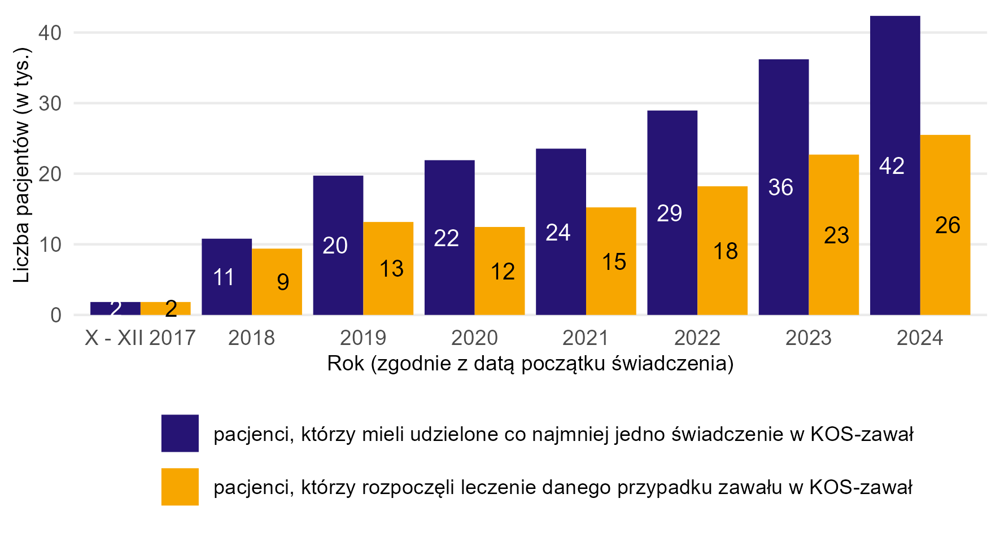 Liczba pacjentów (w tys.)
40
30
20
10
0
2 2
11 9
20 13
22 12
24 15
29 18
36 23
42 26
X - XII 2017 2018 2019 2020 2021 2022 2023 2024
Rok (zgodnie z datą początku świadczenia)
pacjenci, którzy mieli udzielone co najmniej jedno świadczenie w KOS-zawał
pacjenci, którzy rozpoczęli leczenie danego przypadku zawału w KOS-zawał